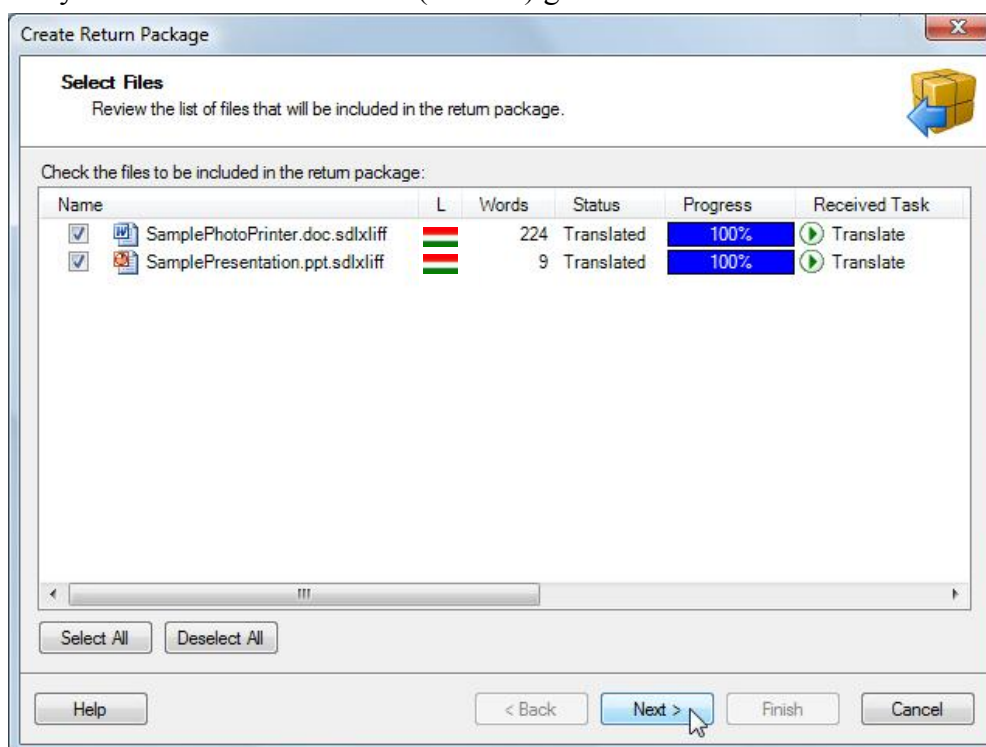 Create Return Package
Select Files
Review the list of files that will be included in the return package.
Check the files to be included in the return package:
Name L Words Status Progress Received Task
SamplePhotoPrinter.doc.sdlxliff 224 Translated 100% Translate
SamplePresentation.ppt.sdlxliff 9 Translated 100% Translate
Select All Deselect All
Help < Back Next > Finish Cancel